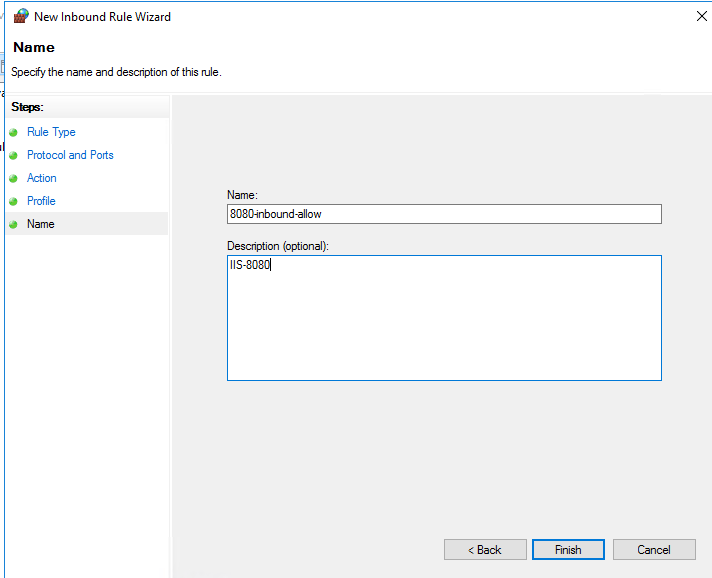 New Inbound Rule Wizard
Name
Specify the name and description of this rule.
Steps:
Rule Type
Protocol and Ports
Action
Profile
Name
Name:
8080-inbound-allow
Description (optional):
IIS-8080
< Back
Finish
Cancel